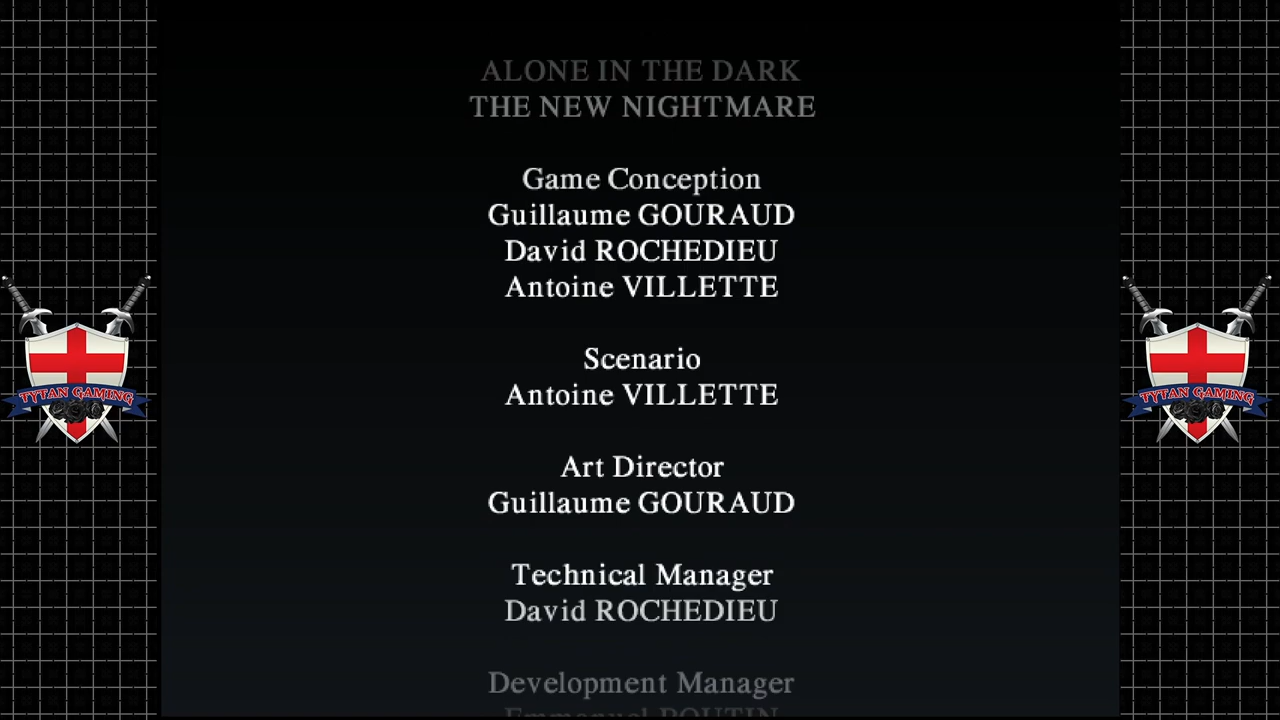 ALONE IN THE DARK
THE NEW NIGHTMARE
Game Conception
Guillaume GOURAUD
David ROCHEDIEU
Antoine VILLETTE
Scenario
Antoine VILLETTE
Art Director
Guillaume GOURAUD
Technical Manager
David ROCHEDIEU
Development Manager
TYTAN GAMING
TYTAN GAMING